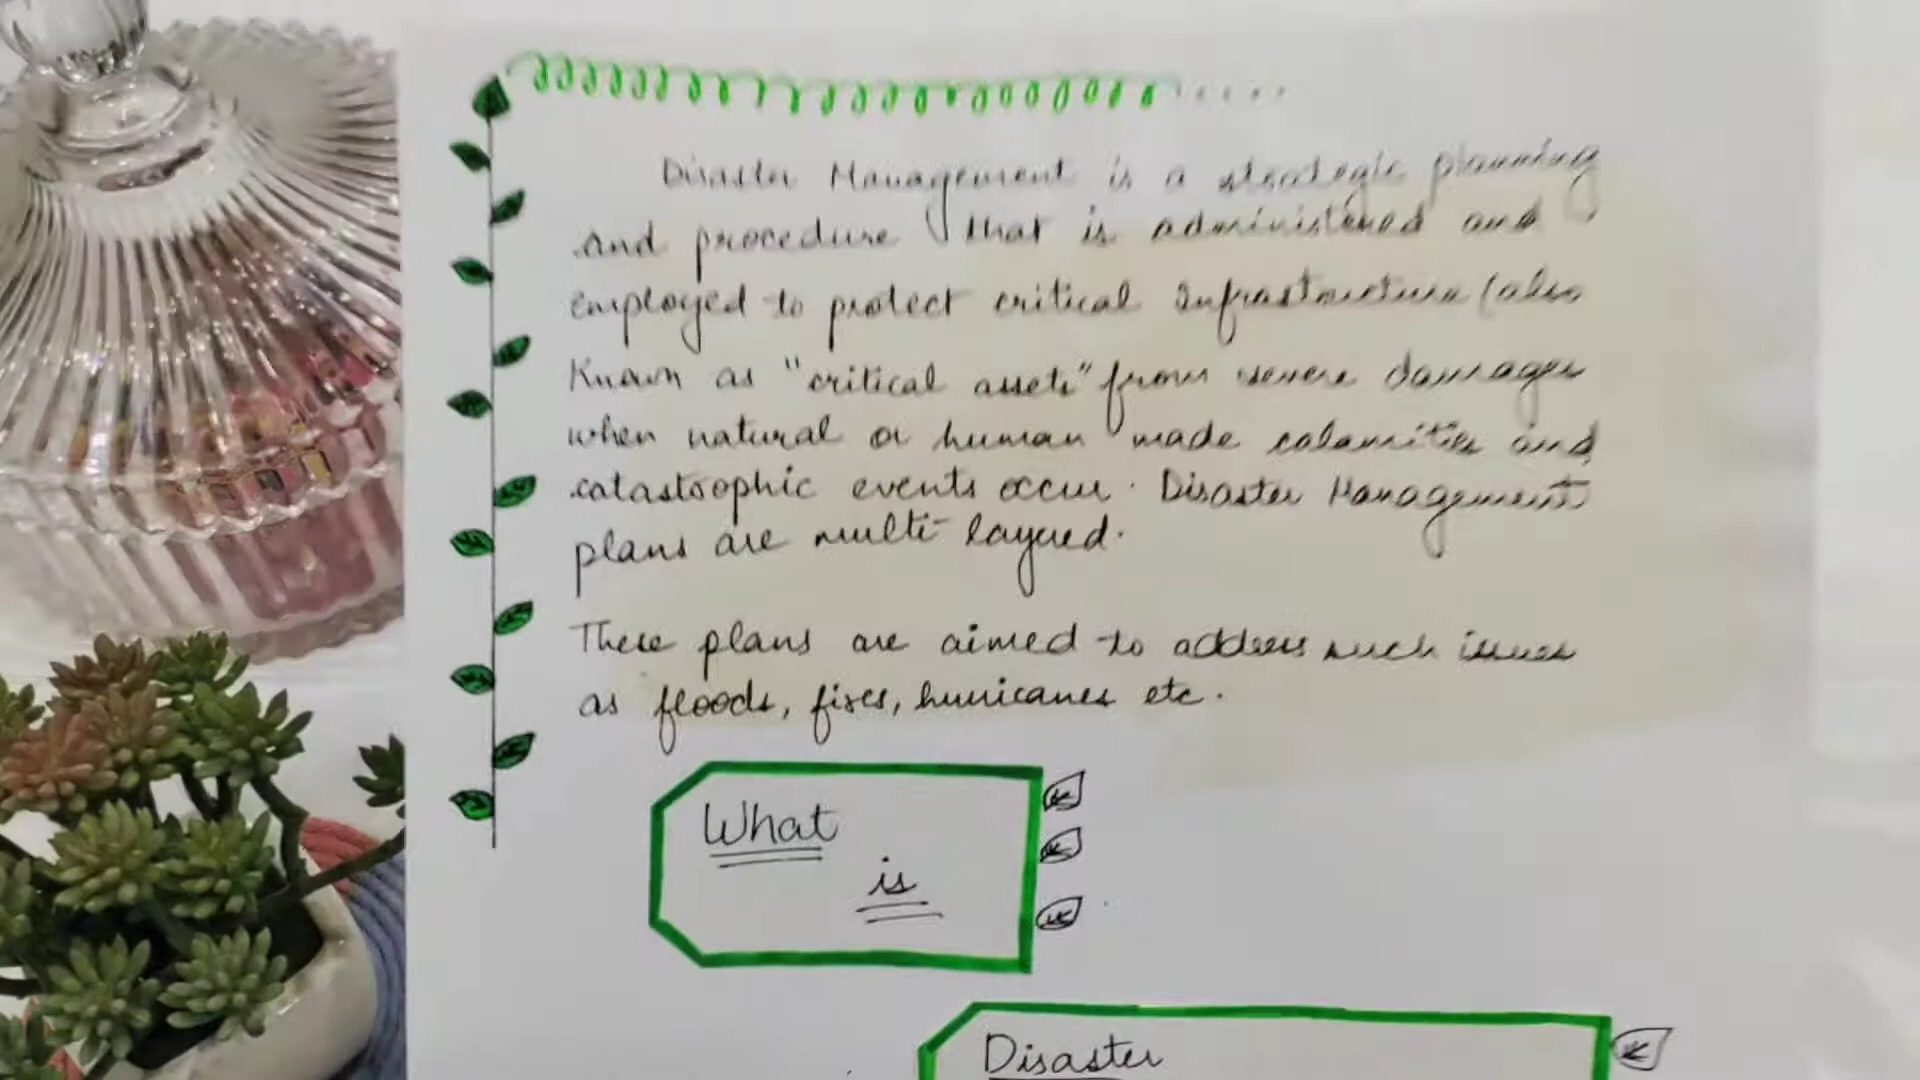 Disaster Management is a strategic planning
and procedure that is administered and
employed to protect critical Infrastructure (also
Known as "critical assets" from severe damages
when natural or human made calamities and
catastrophic events occur. Disaster Management
plans are multi-layered.
These plans are aimed to address such issues
as floods, fires, hurricanes etc.
What
is
Disaster